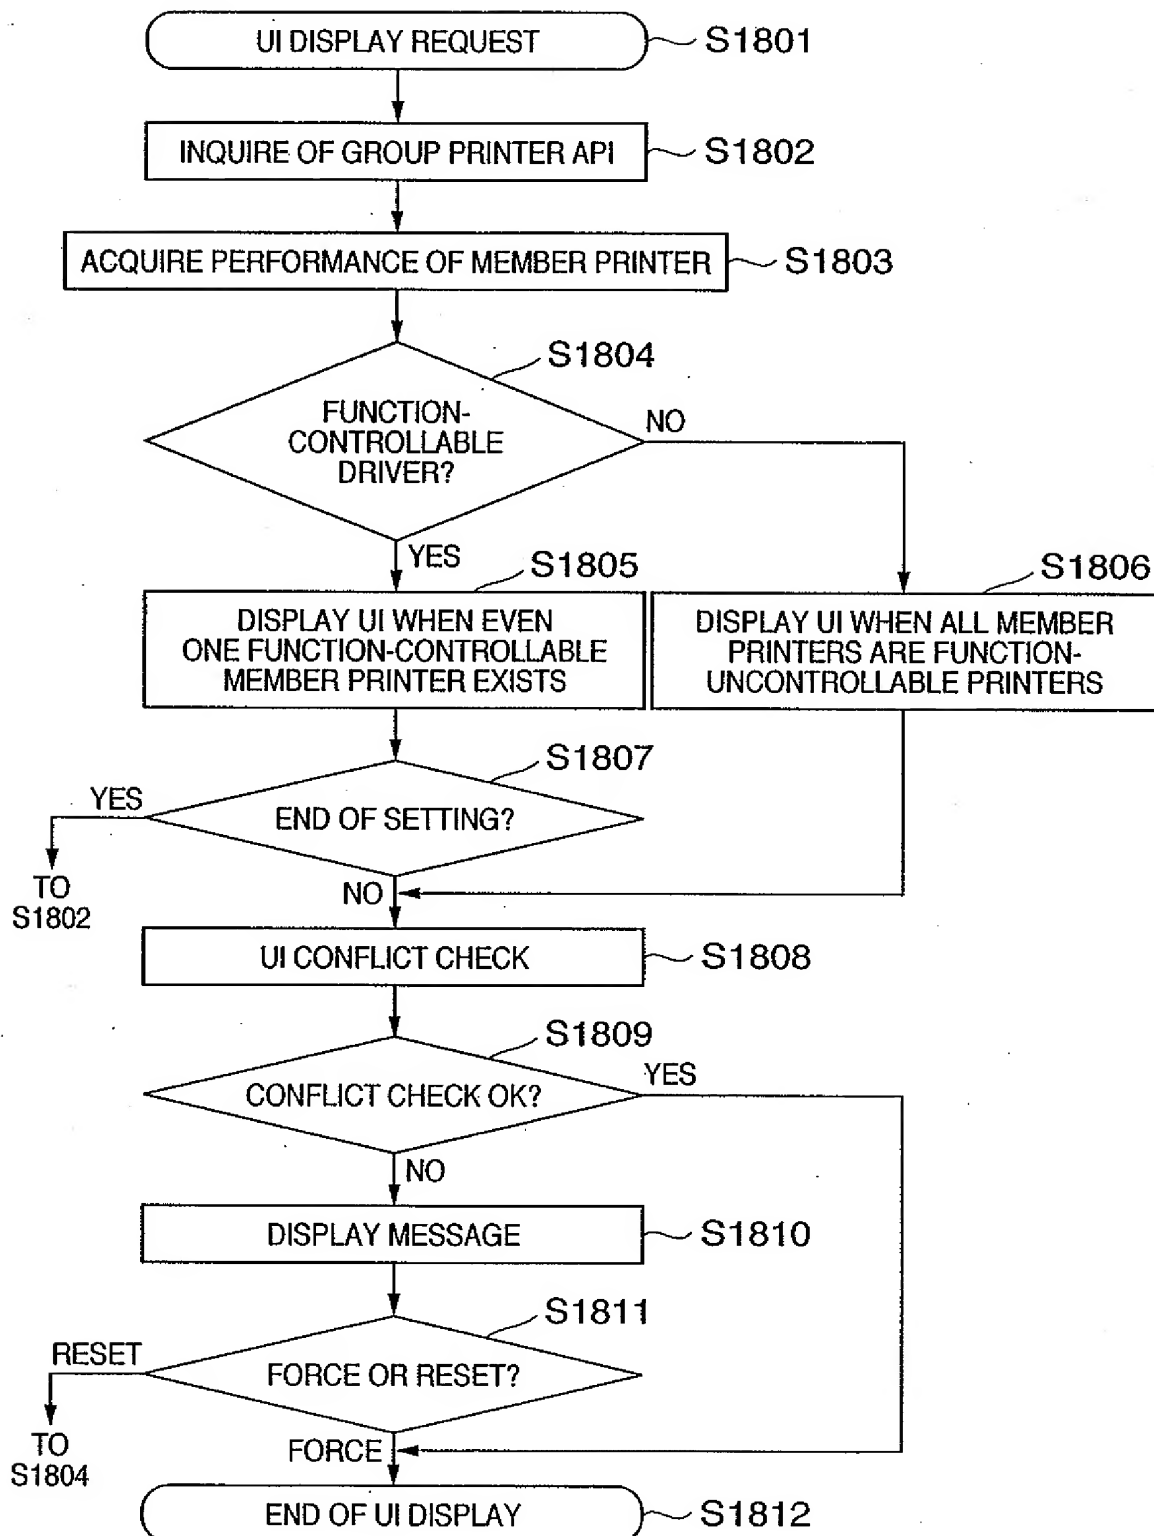 UI DISPLAY REQUEST
S1801
INQUIRE OF GROUP PRINTER API
S1802
ACQUIRE PERFORMANCE OF MEMBER PRINTER
S1803
S1804
FUNCTION-
CONTROLLABLE
DRIVER?
NO
YES
S1805
DISPLAY UI WHEN EVEN
ONE FUNCTION-CONTROLLABLE
MEMBER PRINTER EXISTS
S1806
DISPLAY UI WHEN ALL MEMBER
PRINTERS ARE FUNCTION-
UNCONTROLLABLE PRINTERS
S1807
YES
END OF SETTING?
TO
S1802
NO
UI CONFLICT CHECK
S1808
S1809
CONFLICT CHECK OK?
YES
NO
DISPLAY MESSAGE
S1810
S1811
RESET
FORCE OR RESET?
TO
S1804
FORCE
END OF UI DISPLAY
S1812